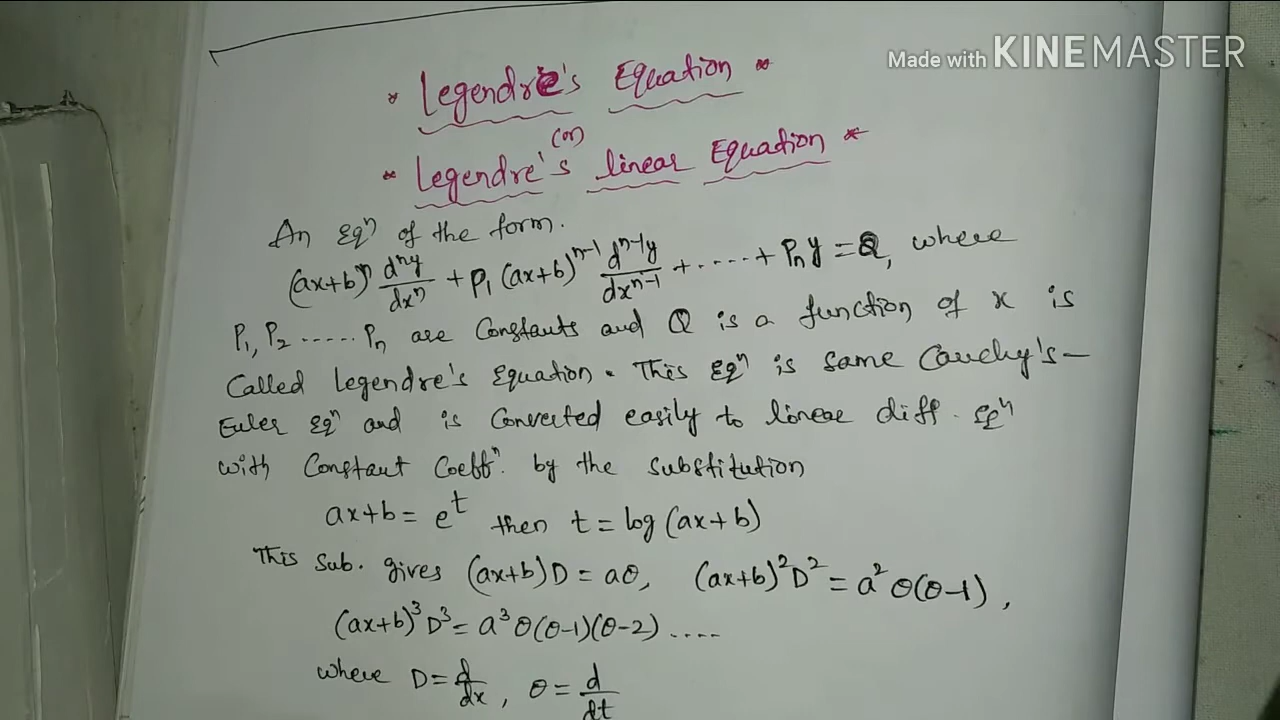 Made with KINEMASTER
* Legendre's Equation *
(or)
* Legendre's linear Equation *
An Eqⁿ of the form.
(ax+b)ⁿ dⁿy/dxⁿ + P₁ (ax+b)ⁿ⁻¹ dⁿ⁻¹y/dxⁿ⁻¹ + ..... + Pₙ y = Q, where
P₁, P₂ ..... Pₙ are Constants and Q is a function of x is
Called Legendre's Equation. This Eqⁿ is same Cauchy's-
Euler Eqⁿ and is Converted easily to linear diff. Eqⁿ
with Constant Coeffⁿ. by the substitution
ax+b = eᵗ then t = log (ax+b)
This Sub. gives (ax+b)D = aθ, (ax+b)²D² = a² θ(θ-1),
(ax+b)³D³ = a³ θ(θ-1)(θ-2) ....
where D = d/dx, θ = d/dt